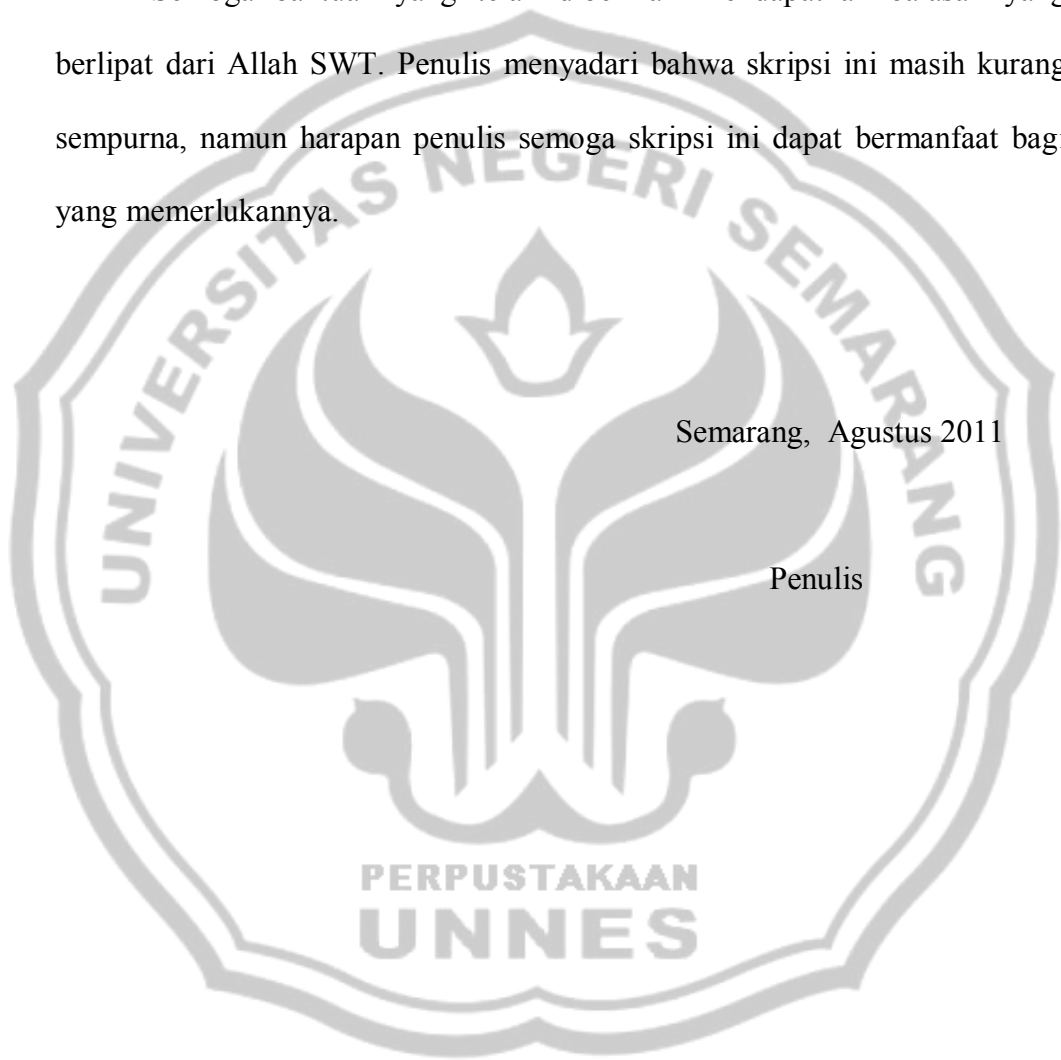 berlipat dari Allah SWT. Penulis menyadari bahwa skripsi ini masih kurang
sempurna, namun harapan penulis semoga skripsi ini dapat bermanfaat bagi
yang memerlukannya.
Semarang, Agustus 2011
Penulis
UNIVERSITAS NEGERI SEMARANG
PERPUSTAKAAN
UNNES